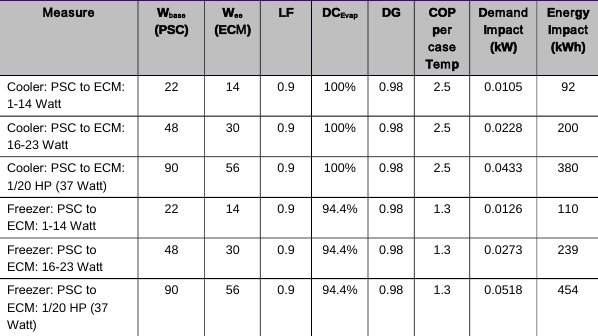 Measure W_base (PSC) W_ee (ECM) LF DC_Evap DG COP per case Temp Demand Impact (kW) Energy Impact (kWh)
Cooler: PSC to ECM: 1-14 Watt 22 14 0.9 100% 0.98 2.5 0.0105 92
Cooler: PSC to ECM: 16-23 Watt 48 30 0.9 100% 0.98 2.5 0.0228 200
Cooler: PSC to ECM: 1/20 HP (37 Watt) 90 56 0.9 100% 0.98 2.5 0.0433 380
Freezer: PSC to ECM: 1-14 Watt 22 14 0.9 94.4% 0.98 1.3 0.0126 110
Freezer: PSC to ECM: 16-23 Watt 48 30 0.9 94.4% 0.98 1.3 0.0273 239
Freezer: PSC to ECM: 1/20 HP (37 Watt) 90 56 0.9 94.4% 0.98 1.3 0.0518 454